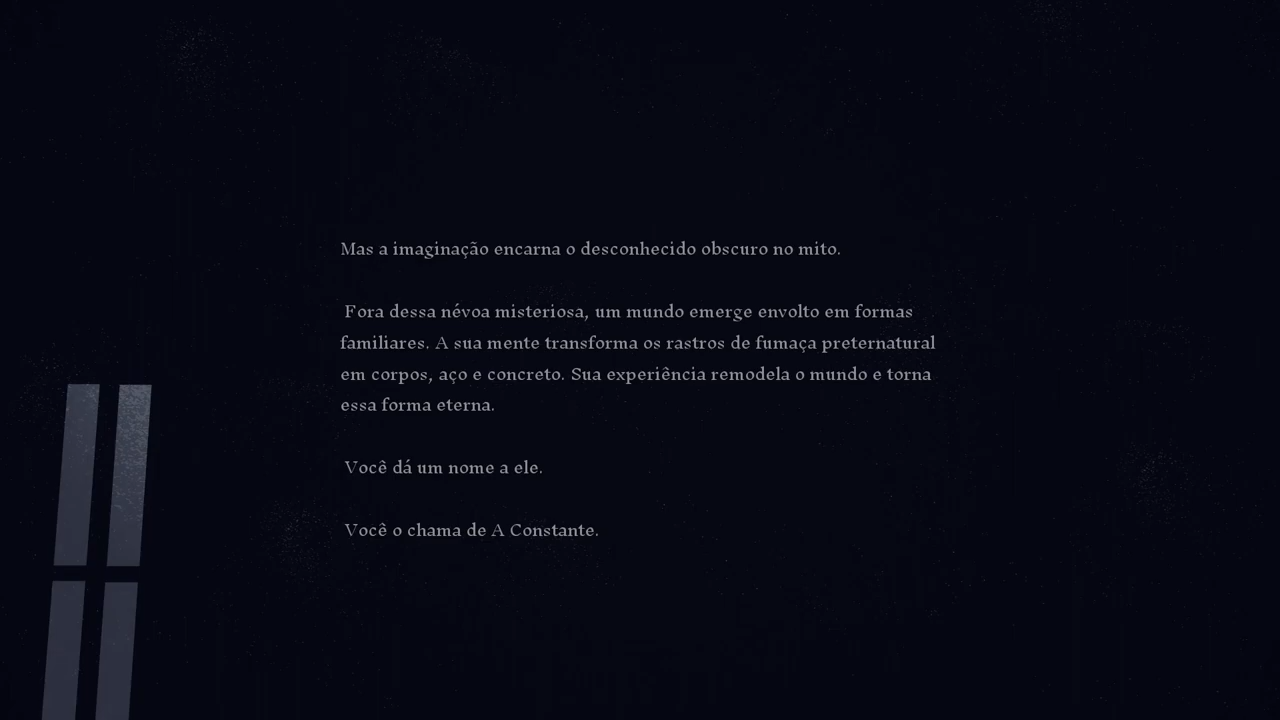 Mas a imaginação encarna o desconhecido obscuro no mito.
Fora dessa névoa misteriosa, um mundo emerge envolto em formas
familiares. A sua mente transforma os rastros de fumaça preternatural
em corpos, aço e concreto. Sua experiência remodela o mundo e torna
essa forma eterna.
Você dá um nome a ele.
Você o chama de A Constante.